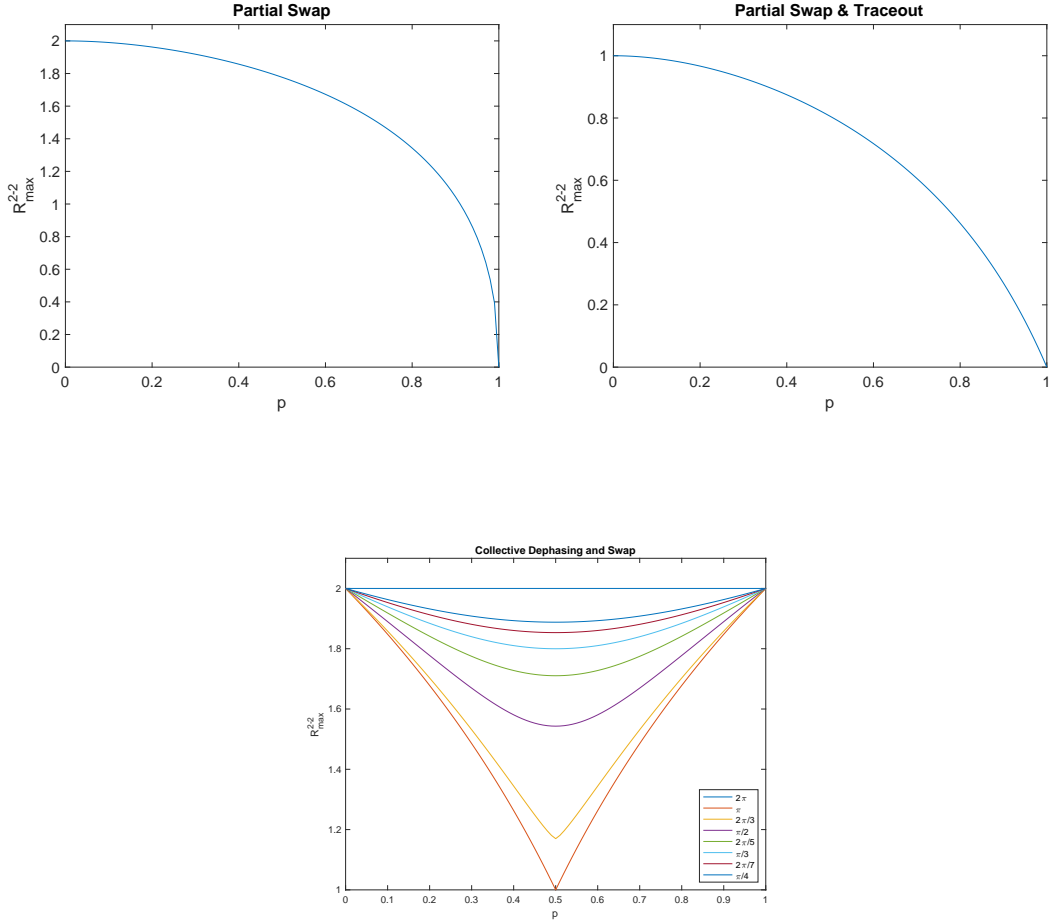 Partial Swap
2
1.8
1.6
1.4
1.2
1
0.8
0.6
0.4
0.2
0
R^{2-2}_{max}
0 0.2 0.4 0.6 0.8 1
p
Partial Swap & Traceout
1
0.8
0.6
0.4
0.2
0
R^{2-2}_{max}
0 0.2 0.4 0.6 0.8 1
p
Collective Dephasing and Swap
2
1.8
1.6
1.4
1.2
1
R^{2-2}_{max}
0 0.1 0.2 0.3 0.4 0.5 0.6 0.7 0.8 0.9 1
p
2π
π
2π/3
π/2
2π/5
π/3
2π/7
π/4